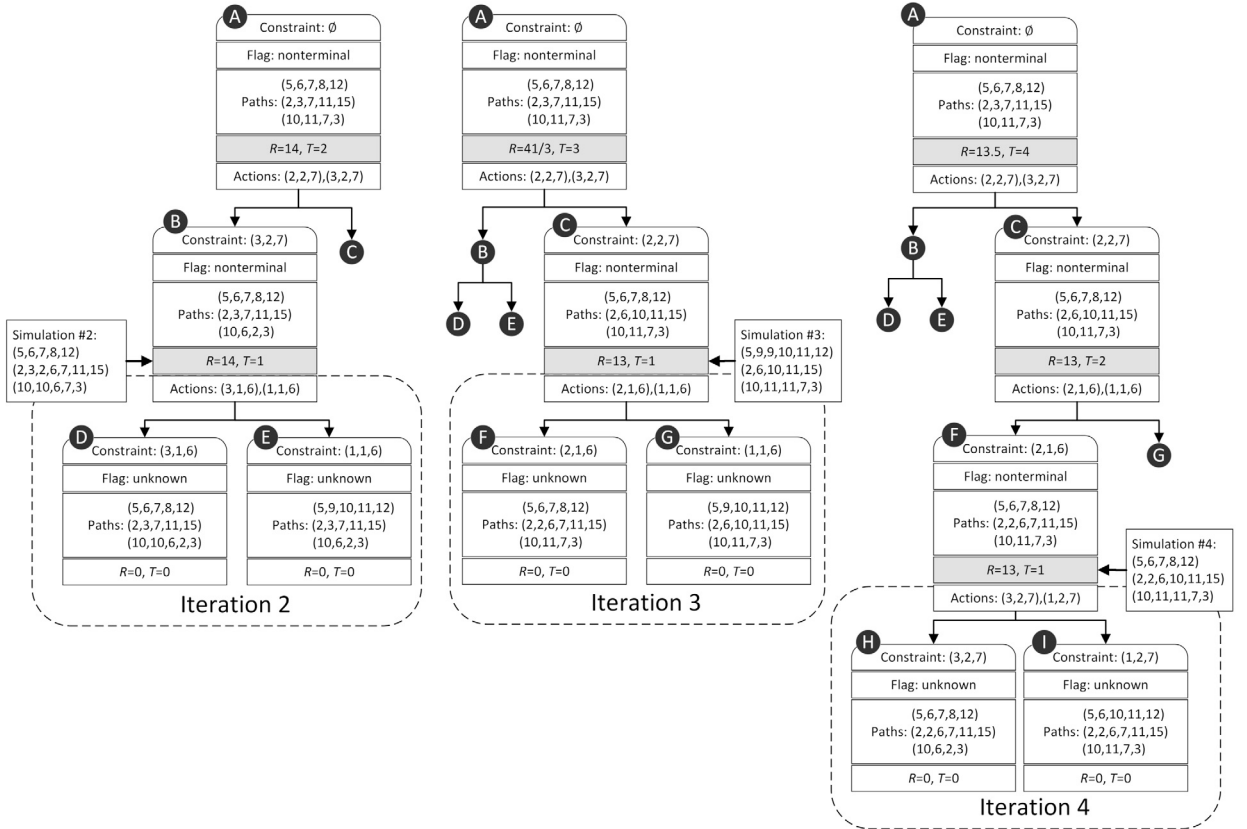 A
Constraint: Ø
Flag: nonterminal
(5,6,7,8,12)
Paths: (2,3,7,11,15)
(10,11,7,3)
R=14, T=2
Actions: (2,2,7),(3,2,7)
B
Constraint: (3,2,7)
Flag: nonterminal
(5,6,7,8,12)
Paths: (2,3,7,11,15)
(10,6,2,3)
R=14, T=1
Actions: (3,1,6),(1,1,6)
C
Simulation #2:
(5,6,7,8,12)
(2,3,2,6,7,11,15)
(10,10,6,7,3)
D
Constraint: (3,1,6)
Flag: unknown
(5,6,7,8,12)
Paths: (2,3,7,11,15)
(10,10,6,2,3)
R=0, T=0
E
Constraint: (1,1,6)
Flag: unknown
(5,9,10,11,12)
Paths: (2,3,7,11,15)
(10,6,2,3)
R=0, T=0
Iteration 2
A
Constraint: Ø
Flag: nonterminal
(5,6,7,8,12)
Paths: (2,3,7,11,15)
(10,11,7,3)
R=41/3, T=3
Actions: (2,2,7),(3,2,7)
B
D
E
C
Constraint: (2,2,7)
Flag: nonterminal
(5,6,7,8,12)
Paths: (2,6,10,11,15)
(10,11,7,3)
R=13, T=1
Actions: (2,1,6),(1,1,6)
Simulation #3:
(5,9,9,10,11,12)
(2,6,10,11,15)
(10,11,11,7,3)
F
Constraint: (2,1,6)
Flag: unknown
(5,6,7,8,12)
Paths: (2,2,6,7,11,15)
(10,11,7,3)
R=0, T=0
G
Constraint: (1,1,6)
Flag: unknown
(5,9,10,11,12)
Paths: (2,6,10,11,15)
(10,11,7,3)
R=0, T=0
Iteration 3
A
Constraint: Ø
Flag: nonterminal
(5,6,7,8,12)
Paths: (2,3,7,11,15)
(10,11,7,3)
R=13.5, T=4
Actions: (2,2,7),(3,2,7)
B
D
E
C
Constraint: (2,2,7)
Flag: nonterminal
(5,6,7,8,12)
Paths: (2,6,10,11,15)
(10,11,7,3)
R=13, T=2
Actions: (2,1,6),(1,1,6)
G
F
Constraint: (2,1,6)
Flag: nonterminal
(5,6,7,8,12)
Paths: (2,2,6,7,11,15)
(10,11,7,3)
R=13, T=1
Actions: (3,2,7),(1,2,7)
Simulation #4:
(5,6,7,8,12)
(2,2,6,10,11,15)
(10,11,11,7,3)
H
Constraint: (3,2,7)
Flag: unknown
(5,6,7,8,12)
Paths: (2,2,6,7,11,15)
(10,6,2,3)
R=0, T=0
I
Constraint: (1,2,7)
Flag: unknown
(5,6,10,11,12)
Paths: (2,2,6,7,11,15)
(10,11,7,3)
R=0, T=0
Iteration 4